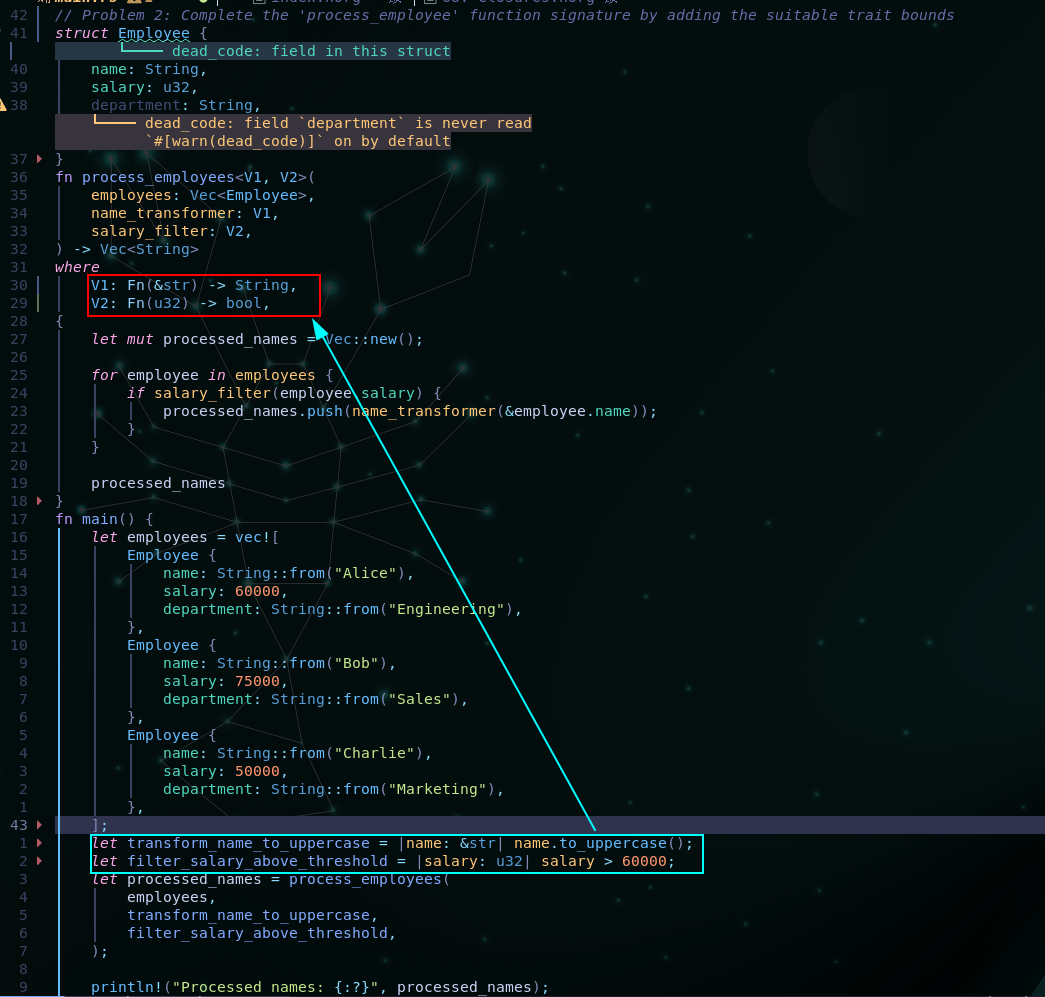 42 // Problem 2: Complete the 'process_employee' function signature by adding the suitable trait bounds
41 struct Employee {
dead_code: field in this struct
40 name: String,
39 salary: u32,
38 department: String,
dead_code: field `department` is never read
`#[warn(dead_code)]` on by default
37 }
36 fn process_employees<V1, V2>(
35 employees: Vec<Employee>,
34 name_transformer: V1,
33 salary_filter: V2,
32 ) -> Vec<String>
31 where
30 V1: Fn(&str) -> String,
29 V2: Fn(u32) -> bool,
28 {
27 let mut processed_names = Vec::new();
26
25 for employee in employees {
24 if salary_filter(employee.salary) {
23 processed_names.push(name_transformer(&employee.name));
22 }
21 }
20
19 processed_names
18 }
17 fn main() {
16 let employees = vec![
15 Employee {
14 name: String::from("Alice"),
13 salary: 60000,
12 department: String::from("Engineering"),
11 },
10 Employee {
9 name: String::from("Bob"),
8 salary: 75000,
7 department: String::from("Sales"),
6 },
5 Employee {
4 name: String::from("Charlie"),
3 salary: 50000,
2 department: String::from("Marketing"),
1 },
43 ];
1 let transform_name_to_uppercase = |name: &str| name.to_uppercase();
2 let filter_salary_above_threshold = |salary: u32| salary > 60000;
3 let processed_names = process_employees(
4 employees,
5 transform_name_to_uppercase,
6 filter_salary_above_threshold,
7 );
8
9 println!("Processed names: {:?}", processed_names);